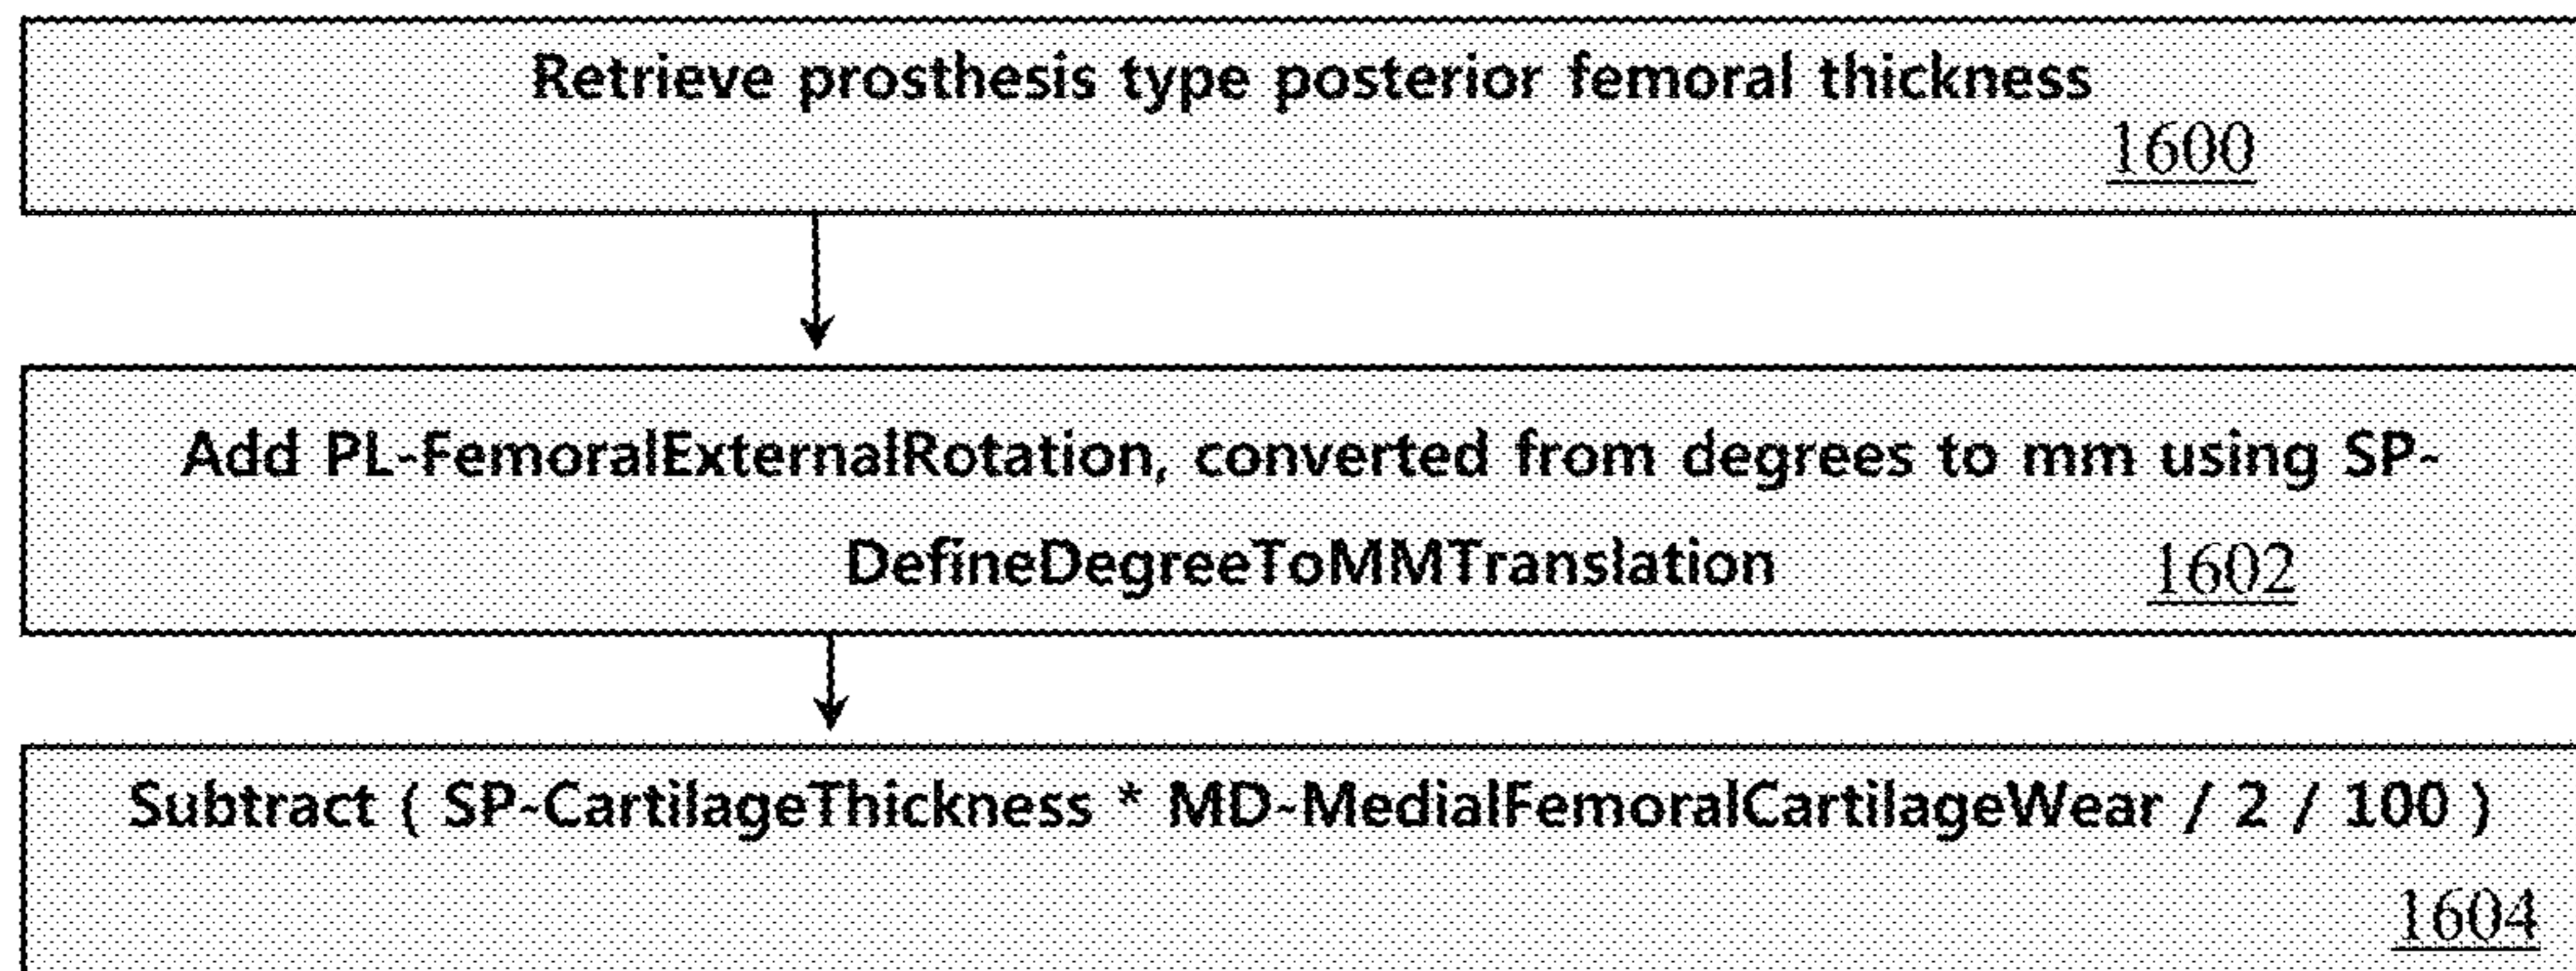 Retrieve prosthesis type posterior femoral thickness
1600
Add PL-FemoralExternalRotation, converted from degrees to mm using SP-
DefineDegreeToMMTranslation 1602
Subtract ( SP-CartilageThickness * MD-MedialFemoralCartilageWear / 2 / 100 )
1604